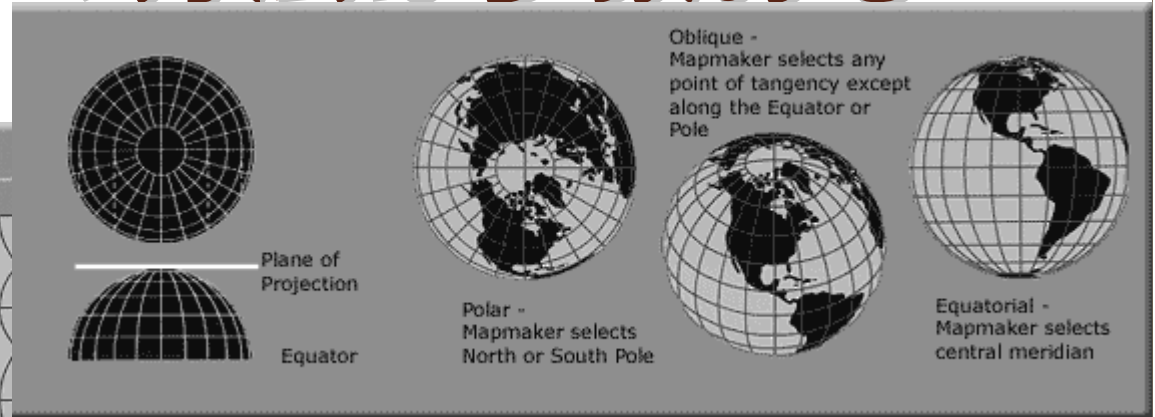 Plane of
Projection
Equator
Polar -
Mapmaker selects
North or South Pole
Oblique -
Mapmaker selects any
point of tangency except
along the Equator or
Pole
Equatorial -
Mapmaker selects
central meridian